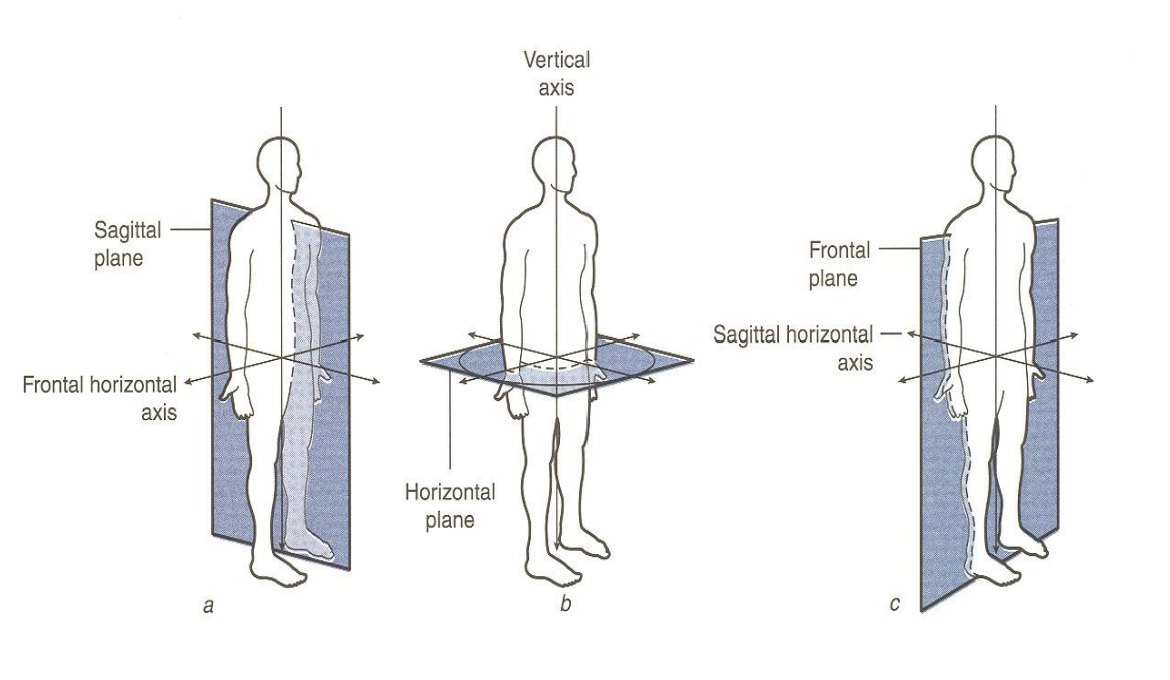 Vertical
axis
Sagittal
plane
Frontal horizontal
axis
a
Horizontal
plane
b
Frontal
plane
Sagittal horizontal
axis
c